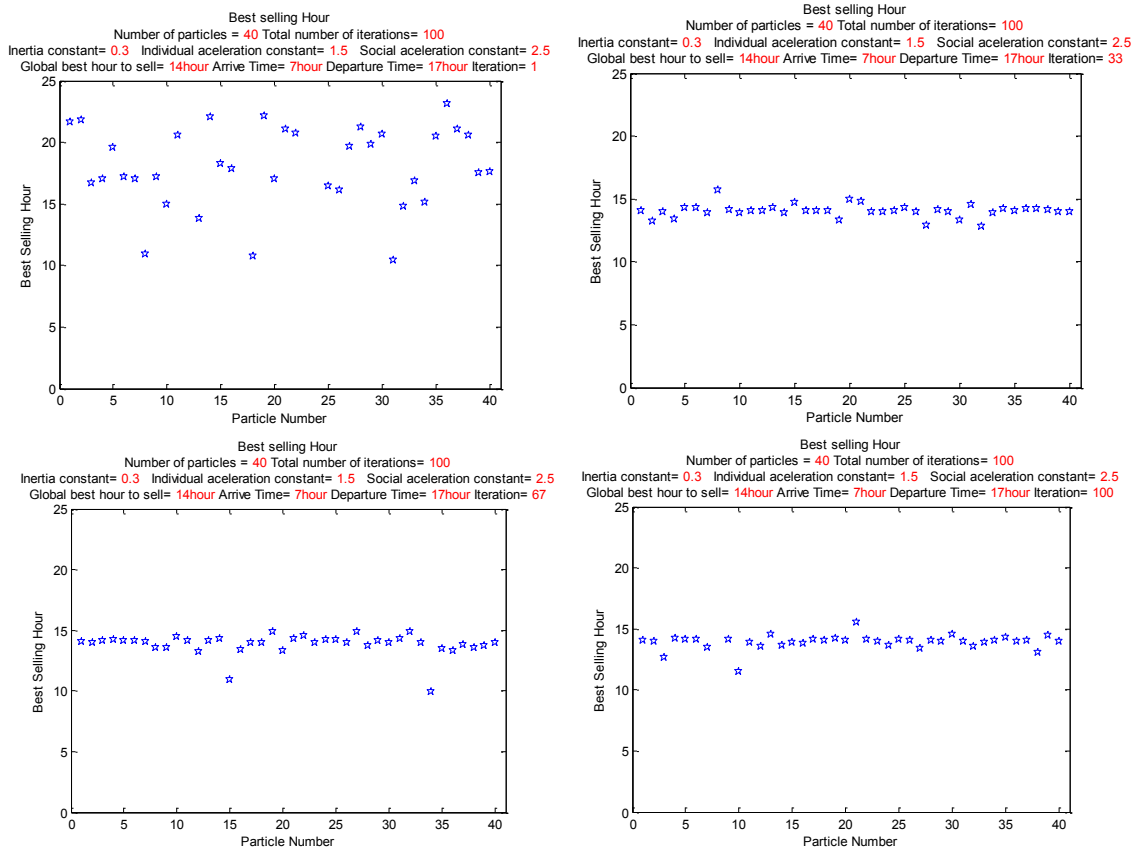 Best selling Hour
Number of particles = 40 Total number of iterations= 100
Inertia constant= 0.3 Individual aceleration constant= 1.5 Social aceleration constant= 2.5
Global best hour to sell= 14hour Arrive Time= 7hour Departure Time= 17hour Iteration= 1
25
20
15
10
5
0
Best Selling Hour
0 5 10 15 20 25 30 35 40
Particle Number
Best selling Hour
Number of particles = 40 Total number of iterations= 100
Inertia constant= 0.3 Individual aceleration constant= 1.5 Social aceleration constant= 2.5
Global best hour to sell= 14hour Arrive Time= 7hour Departure Time= 17hour Iteration= 33
25
20
15
10
5
0
Best Selling Hour
0 5 10 15 20 25 30 35 40
Particle Number
Best selling Hour
Number of particles = 40 Total number of iterations= 100
Inertia constant= 0.3 Individual aceleration constant= 1.5 Social aceleration constant= 2.5
Global best hour to sell= 14hour Arrive Time= 7hour Departure Time= 17hour Iteration= 67
25
20
15
10
5
0
Best Selling Hour
0 5 10 15 20 25 30 35 40
Particle Number
Best selling Hour
Number of particles = 40 Total number of iterations= 100
Inertia constant= 0.3 Individual aceleration constant= 1.5 Social aceleration constant= 2.5
Global best hour to sell= 14hour Arrive Time= 7hour Departure Time= 17hour Iteration= 100
25
20
15
10
5
0
Best Selling Hour
0 5 10 15 20 25 30 35 40
Particle Number